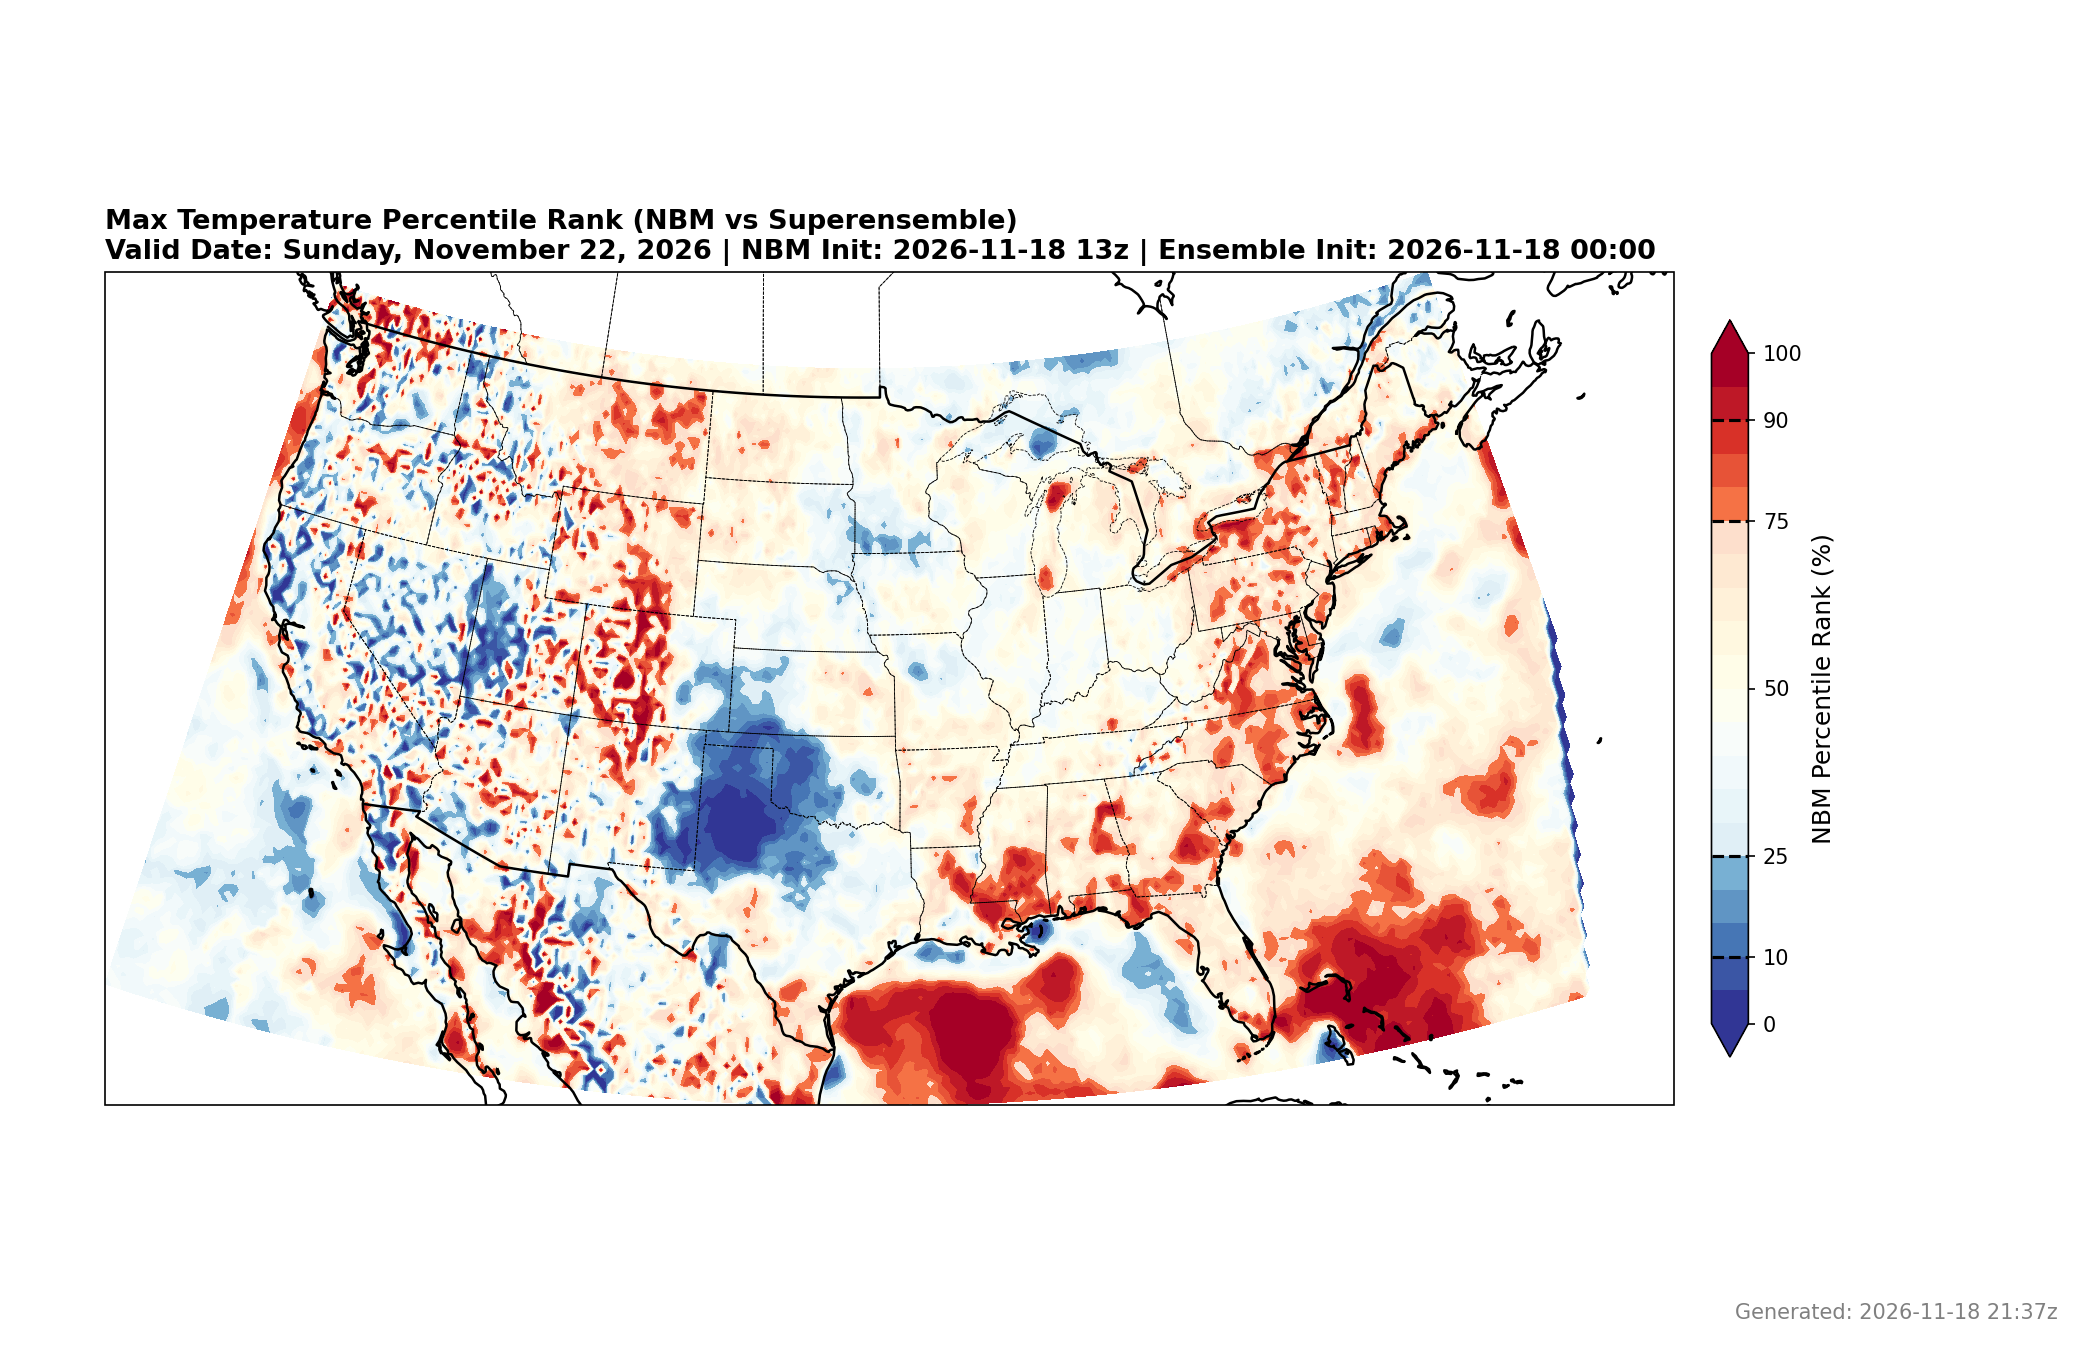 Max Temperature Percentile Rank (NBM vs Superensemble)
Valid Date: Sunday, November 22, 2026 | NBM Init: 2026-11-18 13z | Ensemble Init: 2026-11-18 00:00
100
90
75
50
25
10
0
NBM Percentile Rank (%)
Generated: 2026-11-18 21:37z